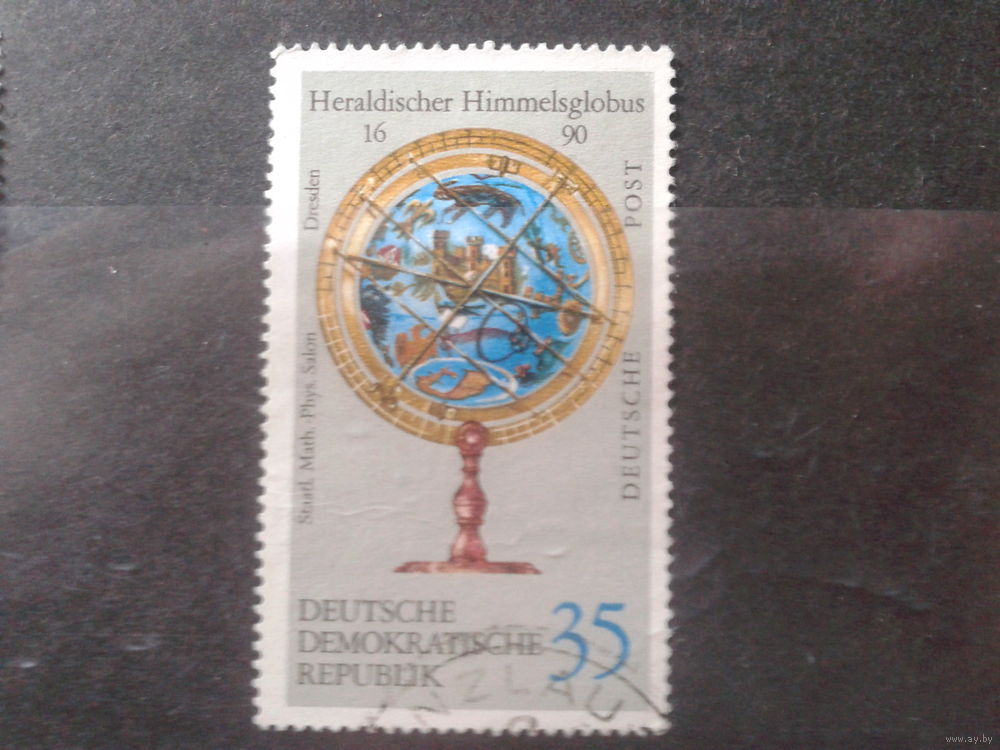 Heraldischer Himmelsglobus
16 90
Staatl. Math.-Phys. Salon Dresden
DEUTSCHE POST
DEUTSCHE
DEMOKRATISCHE
REPUBLIK
35
www.ay.by